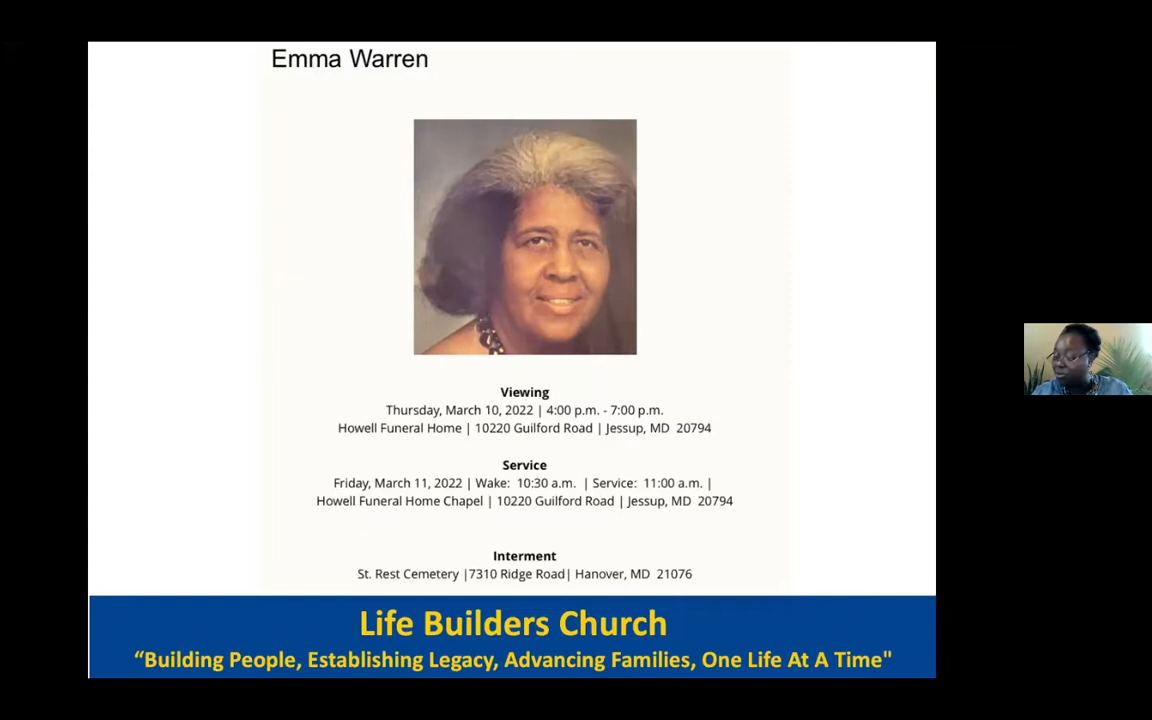 Emma Warren
Viewing
Thursday, March 10, 2022 | 4:00 p.m. - 7:00 p.m.
Howell Funeral Home | 10220 Guilford Road | Jessup, MD 20794
Service
Friday, March 11, 2022 | Wake: 10:30 a.m. | Service: 11:00 a.m. |
Howell Funeral Home Chapel | 10220 Guilford Road | Jessup, MD 20794
Interment
St. Rest Cemetery |7310 Ridge Road| Hanover, MD 21076
Life Builders Church
“Building People, Establishing Legacy, Advancing Families, One Life At A Time"